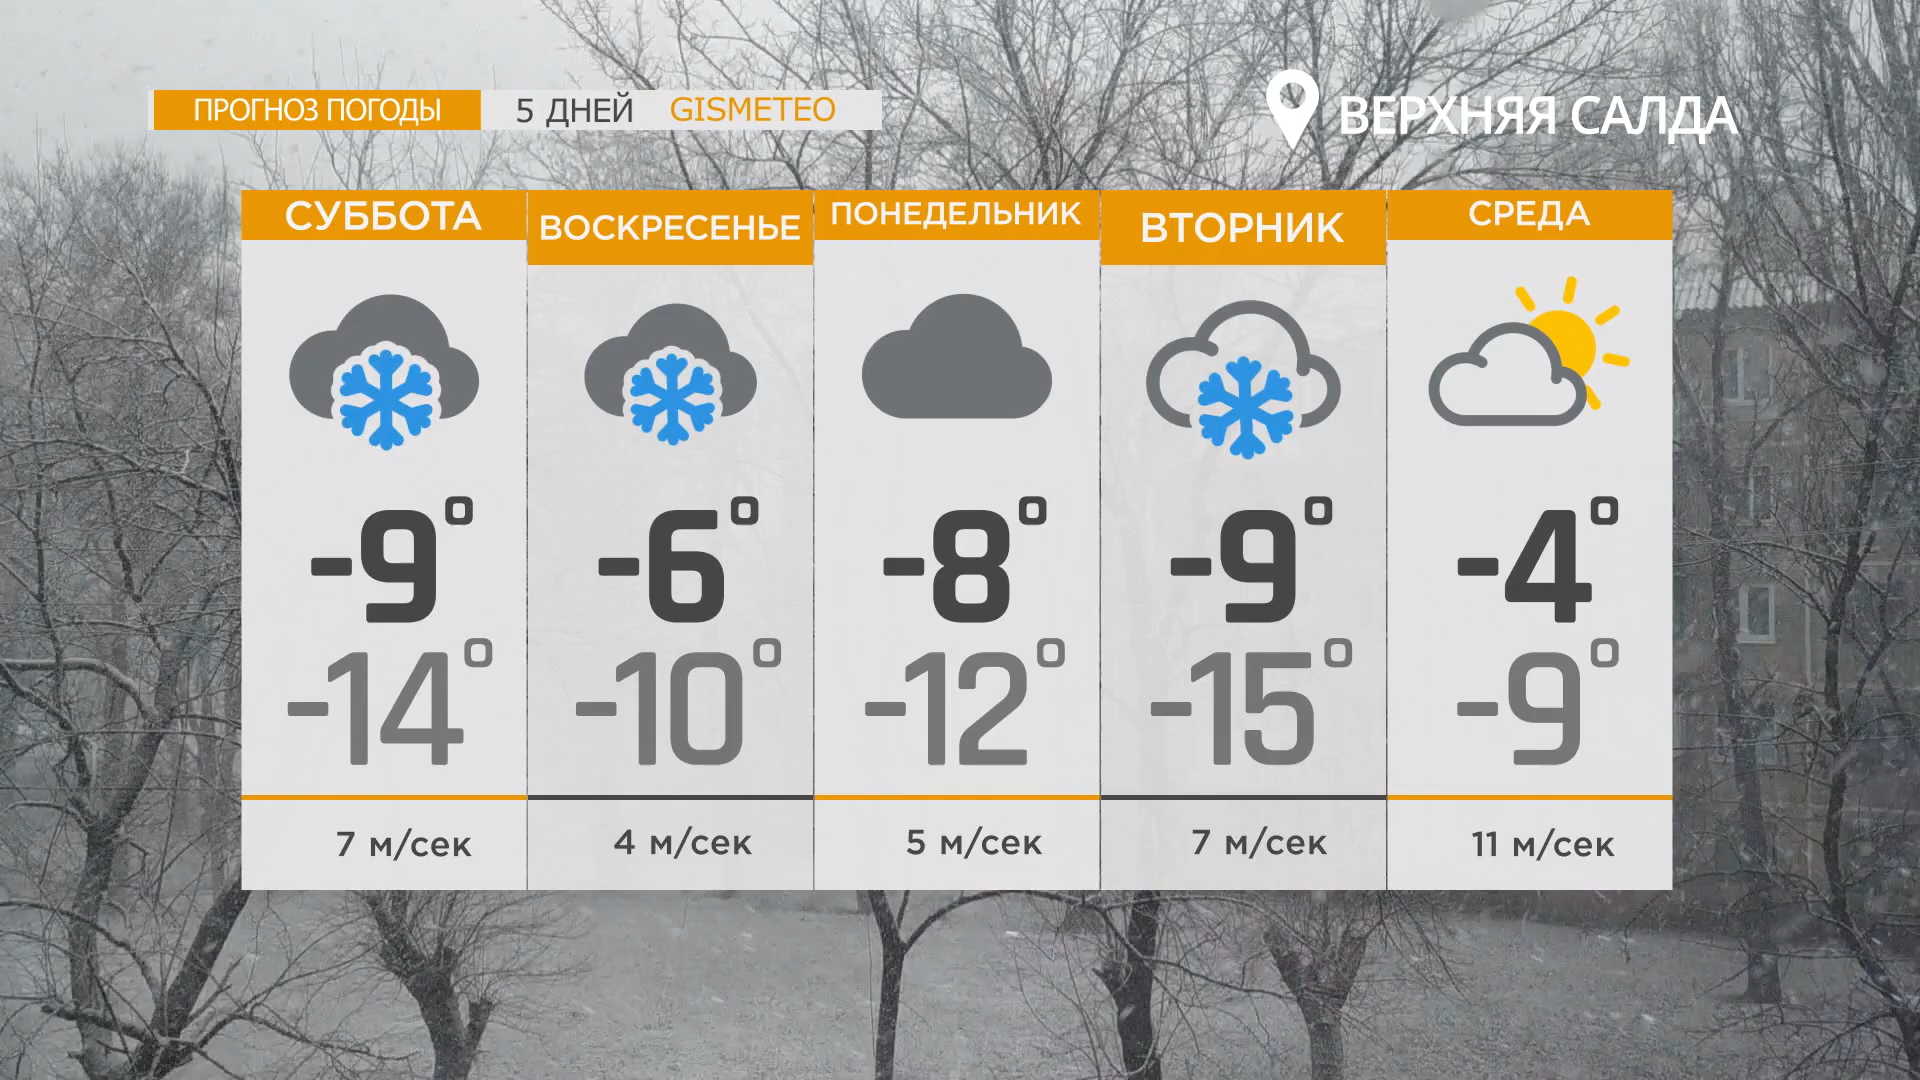 ПРОГНОЗ ПОГОДЫ 5 ДНЕЙ GISMETEO
ВЕРХНЯЯ САЛДА
СУББОТА ВОСКРЕСЕНЬЕ ПОНЕДЕЛЬНИК ВТОРНИК СРЕДА
-9° -6° -8° -9° -4°
-14° -10° -12° -15° -9°
7 м/сек 4 м/сек 5 м/сек 7 м/сек 11 м/сек